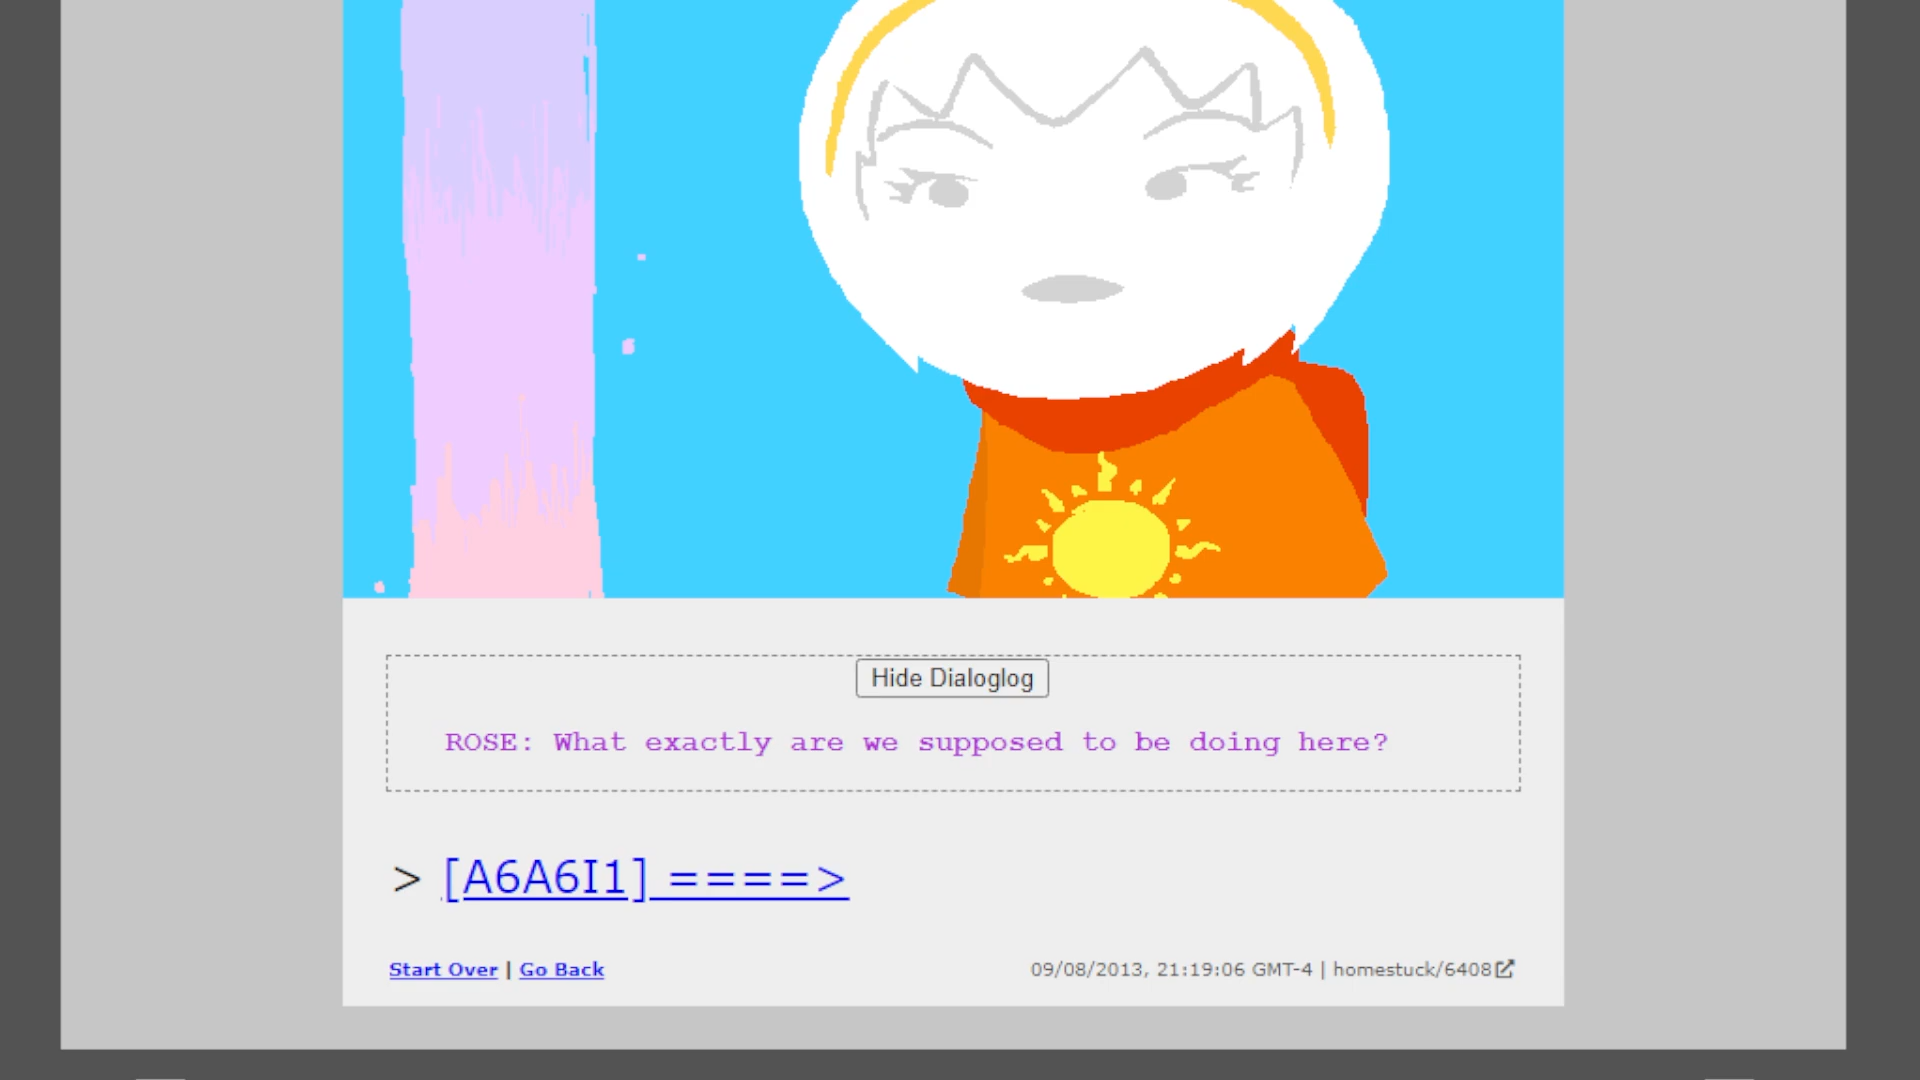 Hide Dialoglog
ROSE: What exactly are we supposed to be doing here?
> [A6A6I1] ====>
Start Over | Go Back
09/08/2013, 21:19:06 GMT-4 | homestuck/6408